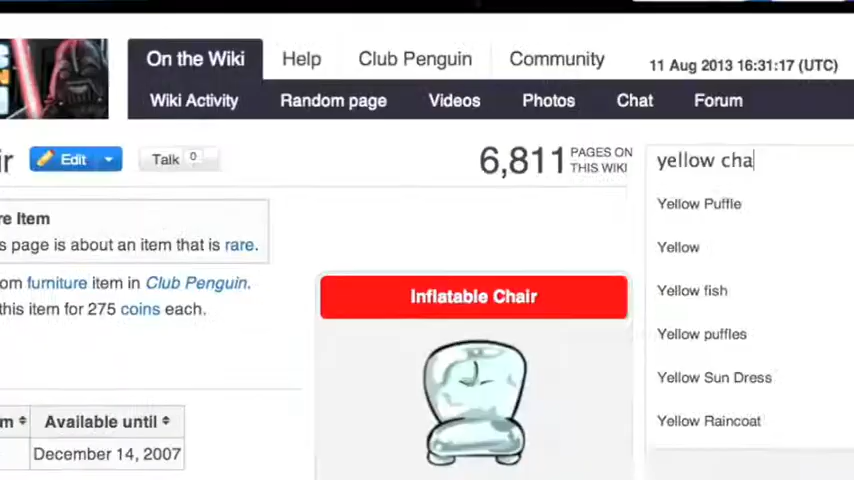 On the Wiki Help Club Penguin Community 11 Aug 2013 16:31:17 (UTC)
Wiki Activity Random page Videos Photos Chat Forum
ir Edit Talk 0 6,811 PAGES ON THIS WIKI
yellow cha
Yellow Puffle
Yellow
Yellow fish
Yellow puffles
Yellow Sun Dress
Yellow Raincoat
re Item
s page is about an item that is rare.
om furniture item in Club Penguin.
this item for 275 coins each.
Inflatable Chair
m Available until
December 14, 2007